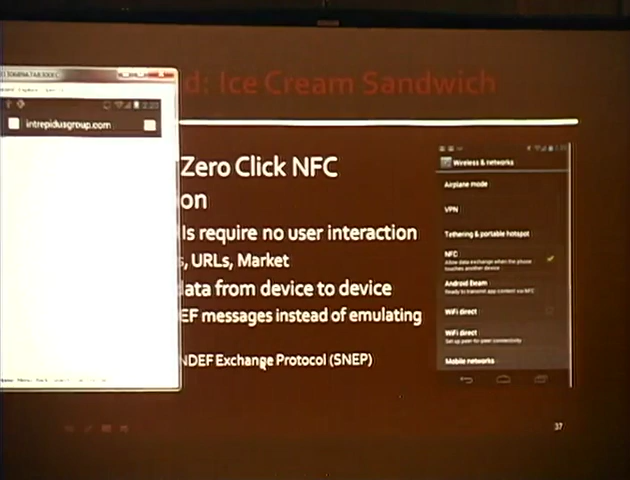 d: Ice Cream Sandwich
2:23
intrepidusgroup.com
Zero Click NFC
on
ls require no user interaction
s, URLs, Market
data from device to device
EF messages instead of emulating
NDEF Exchange Protocol (SNEP)
Wireless & networks
Airplane mode
VPN
Tethering & portable hotspot
NFC
Allow data exchange when the phone
touches another device
Android Beam
Ready to transmit app content via NFC
WiFi direct
WiFi direct
Set up peer-to-peer connectivity
Mobile networks
37